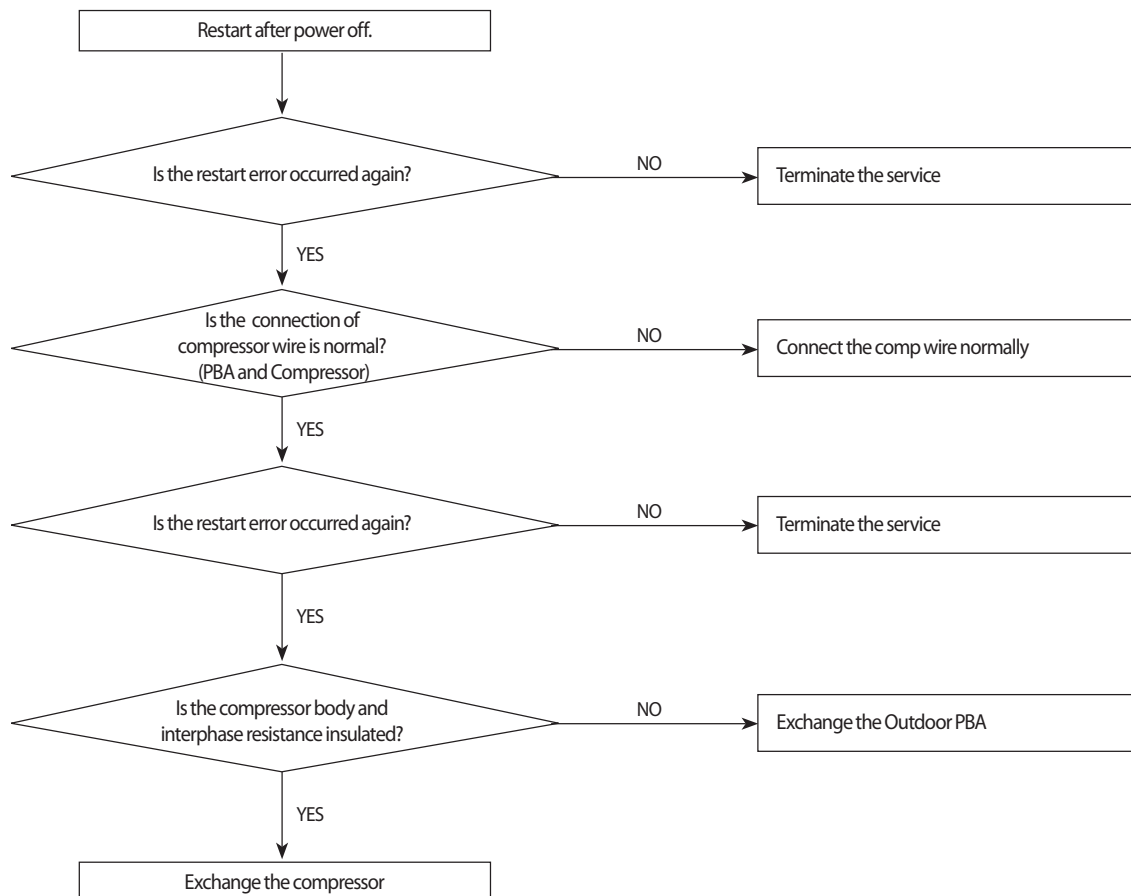 Restart after power off.
Is the restart error occurred again?
NO
Terminate the service
YES
Is the connection of
compressor wire is normal?
(PBA and Compressor)
NO
Connect the comp wire normally
YES
Is the restart error occurred again?
NO
Terminate the service
YES
Is the compressor body and
interphase resistance insulated?
NO
Exchange the Outdoor PBA
YES
Exchange the compressor